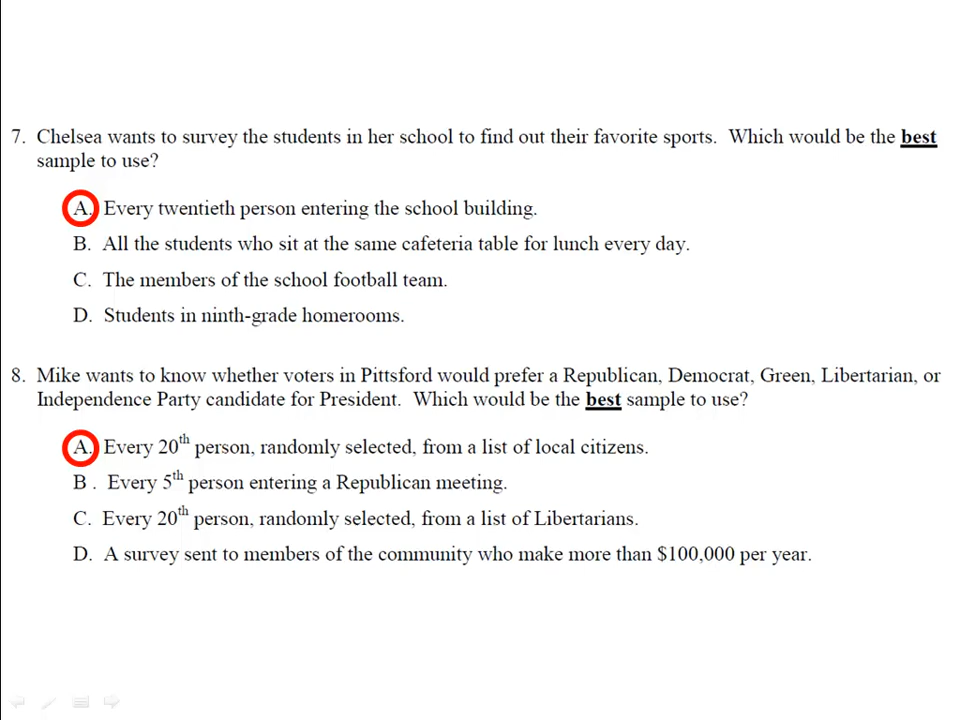 7. Chelsea wants to survey the students in her school to find out their favorite sports. Which would be the best
sample to use?
A. Every twentieth person entering the school building.
B. All the students who sit at the same cafeteria table for lunch every day.
C. The members of the school football team.
D. Students in ninth-grade homerooms.
8. Mike wants to know whether voters in Pittsford would prefer a Republican, Democrat, Green, Libertarian, or
Independence Party candidate for President. Which would be the best sample to use?
A. Every 20th person, randomly selected, from a list of local citizens.
B . Every 5th person entering a Republican meeting.
C. Every 20th person, randomly selected, from a list of Libertarians.
D. A survey sent to members of the community who make more than $100,000 per year.